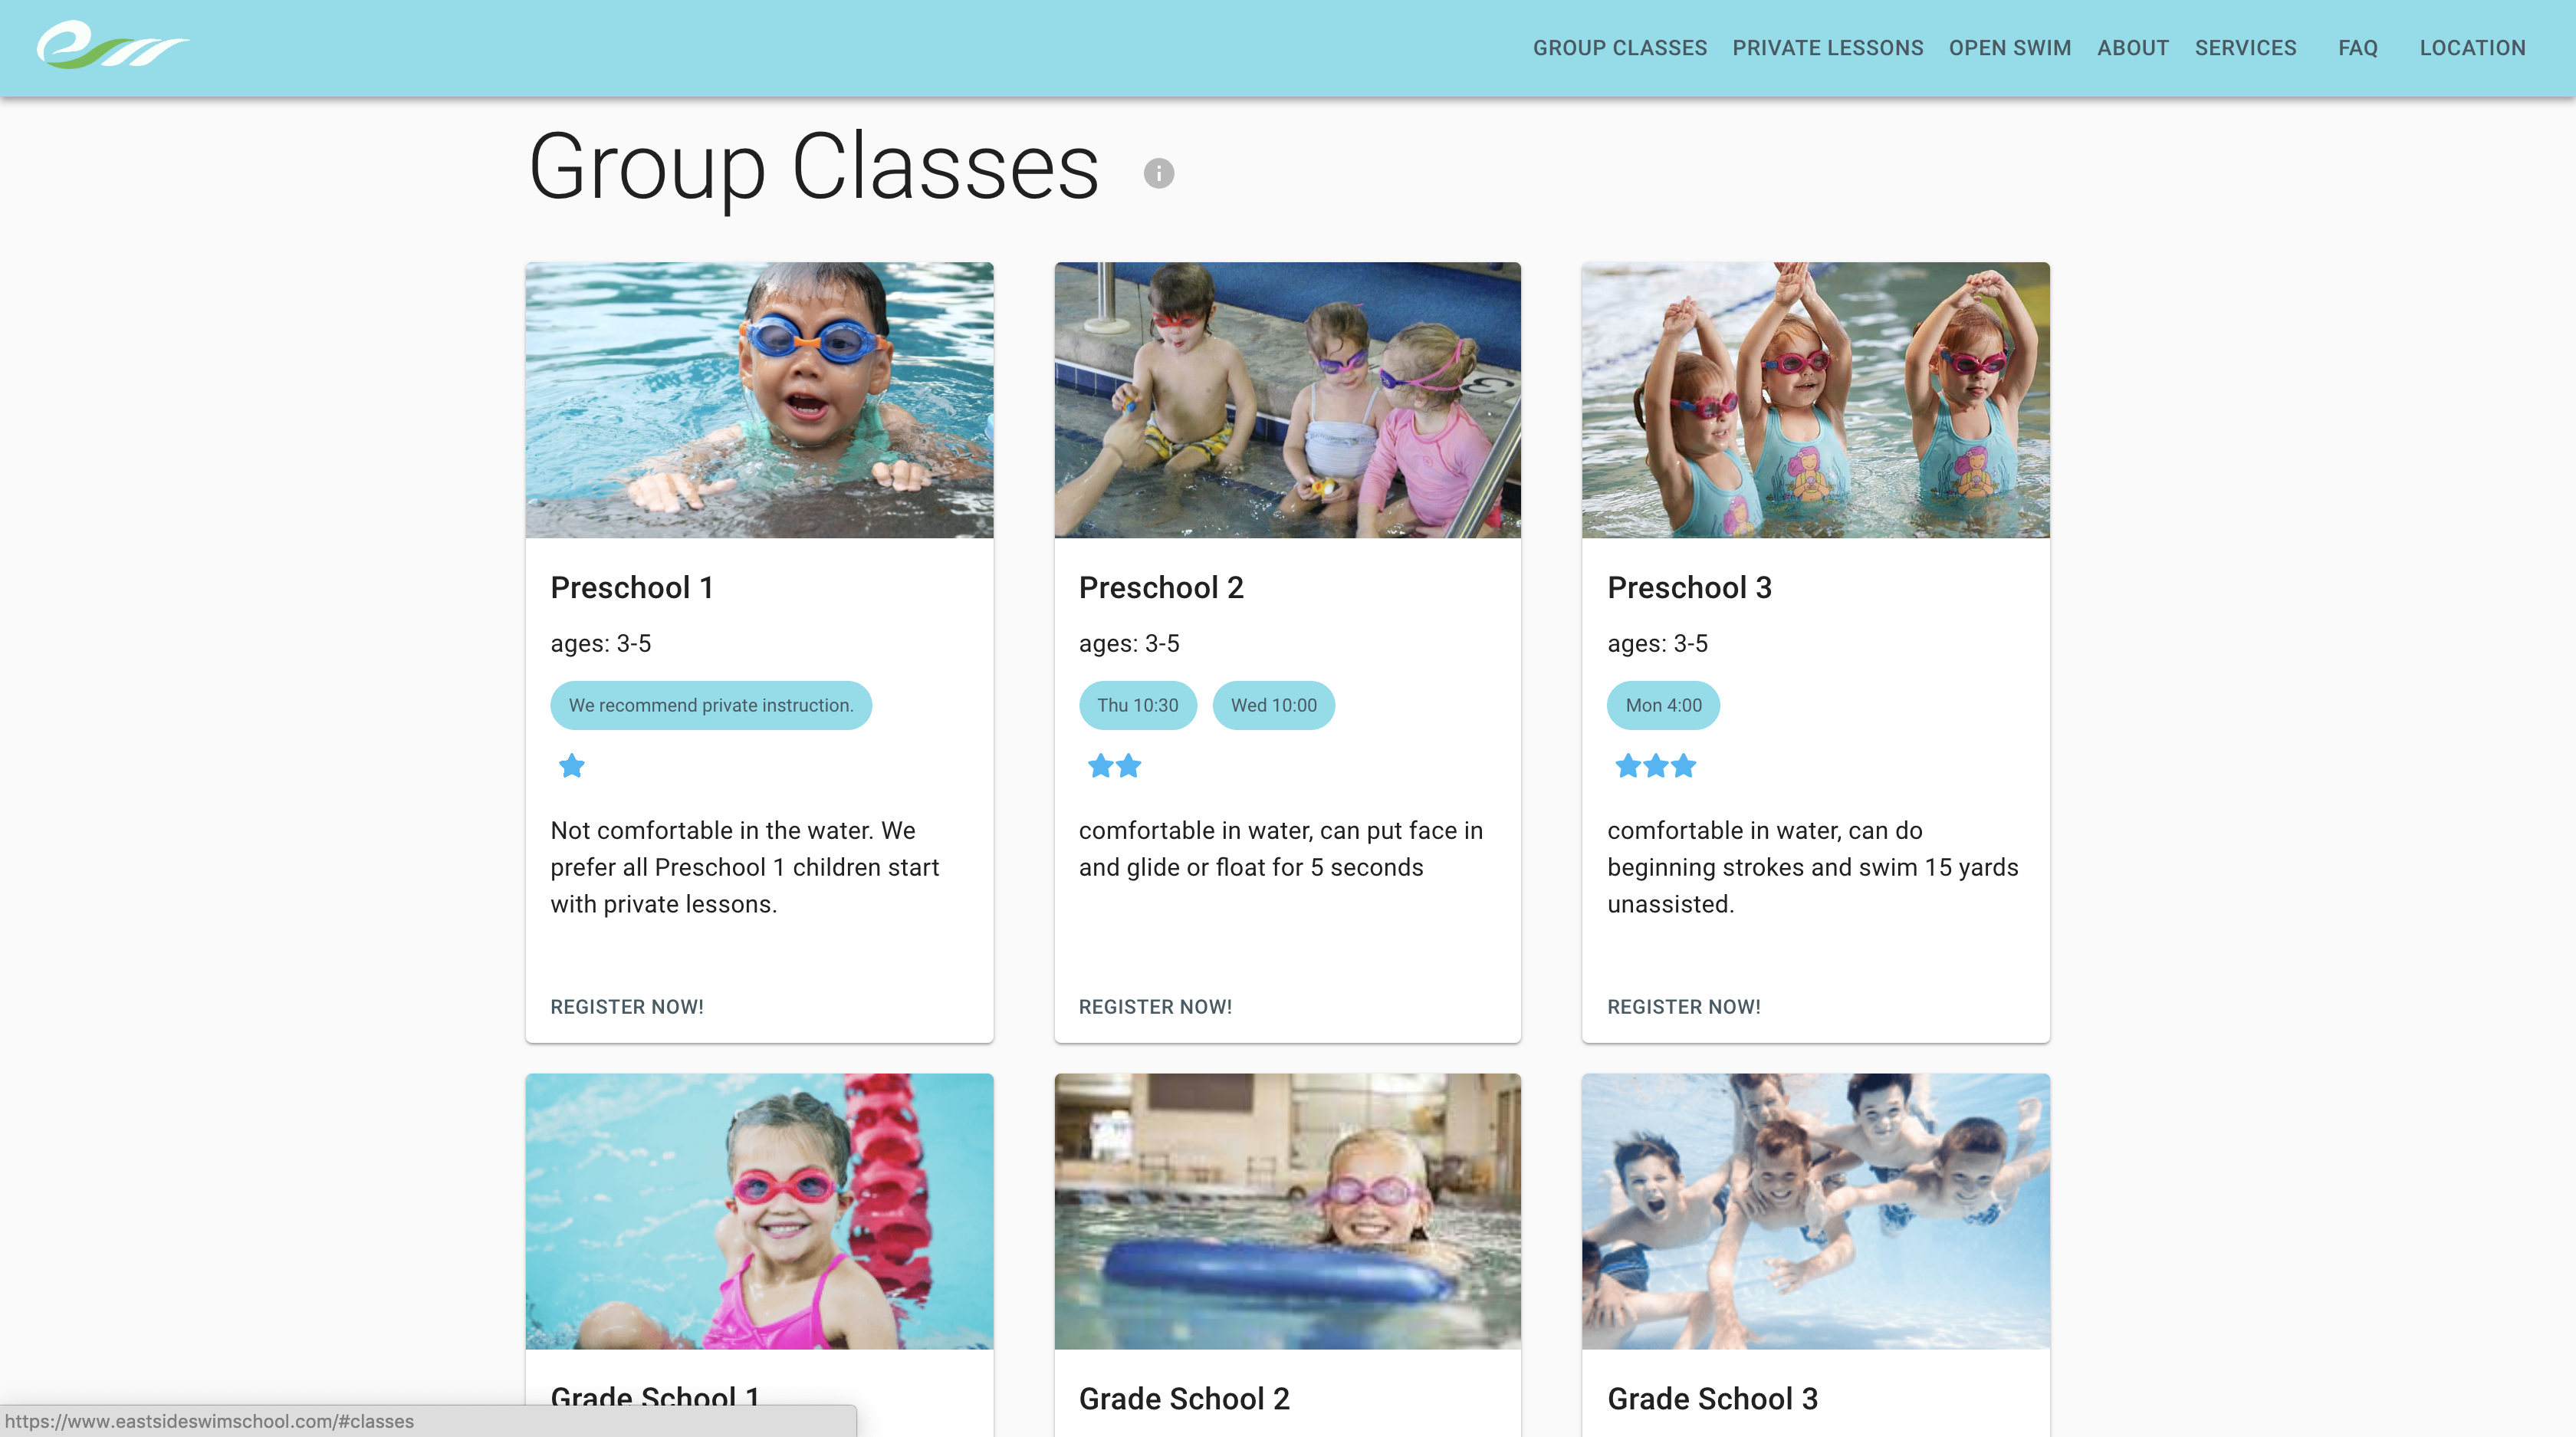 GROUP CLASSES PRIVATE LESSONS OPEN SWIM ABOUT SERVICES FAQ LOCATION
Group Classes
Preschool 1
ages: 3-5
We recommend private instruction.
Not comfortable in the water. We
prefer all Preschool 1 children start
with private lessons.
REGISTER NOW!
Preschool 2
ages: 3-5
Thu 10:30 Wed 10:00
comfortable in water, can put face in
and glide or float for 5 seconds
REGISTER NOW!
Preschool 3
ages: 3-5
Mon 4:00
comfortable in water, can do
beginning strokes and swim 15 yards
unassisted.
REGISTER NOW!
Grade School 1
Grade School 2
Grade School 3
https://www.eastsideswimschool.com/#classes